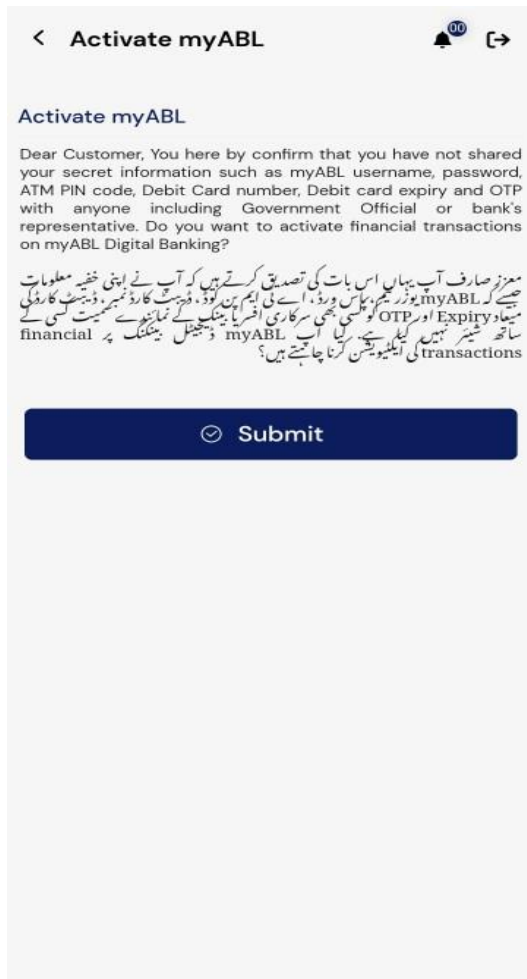 Activate myABL
00
Activate myABL
Dear Customer, You here by confirm that you have not shared
your secret information such as myABL username, password,
ATM PIN code, Debit Card number, Debit card expiry and OTP
with anyone including Government Official or bank's
representative. Do you want to activate financial transactions
on myABL Digital Banking?
معزز صارف آپ یہاں اس بات کی تصدیق کرتے ہیں کہ آپ نے اپنی خفیہ معلومات
جیسے کہ myABL یوزر نیم، پاس ورڈ، اے ٹی ایم پن کوڈ، ڈیبٹ کارڈ نمبر، ڈیبٹ کارڈ کی
میعاد Expiry اور OTP کو کسی بھی سرکاری افسر یا بینک کے نمائندے سمیت کسی کے
ساتھ شیئر نہیں کیا ہے۔ کیا آپ myABL ڈیجیٹل بینکنگ پر financial
transactions کی ایکٹیویشن کرنا چاہتے ہیں؟
Submit